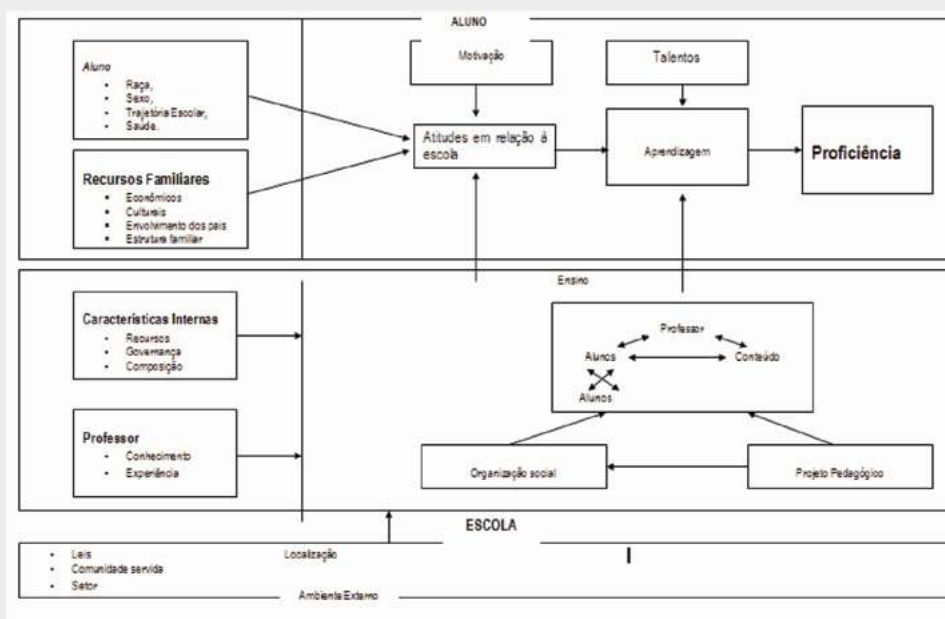 ALUNO
Aluno
• Raça,
• Sexo,
• Trajetória Escolar,
• Saúde.
Motivação
Talentos
Atitudes em relação à
escola
Aprendizagem
Proficiência
Recursos Familiares
• Econômicos
• Culturais
• Envolvimento dos pais
• Estrutura familiar
Ensino
Características Internas
• Recursos
• Governança
• Composição
Professor
Alunos
Conteúdo
Alunos
Professor
• Conhecimento
• Experiência
Organização social
Projeto Pedagógico
ESCOLA
• Leis
Localização
• Comunidade servida
• Setor
Ambiente Externo